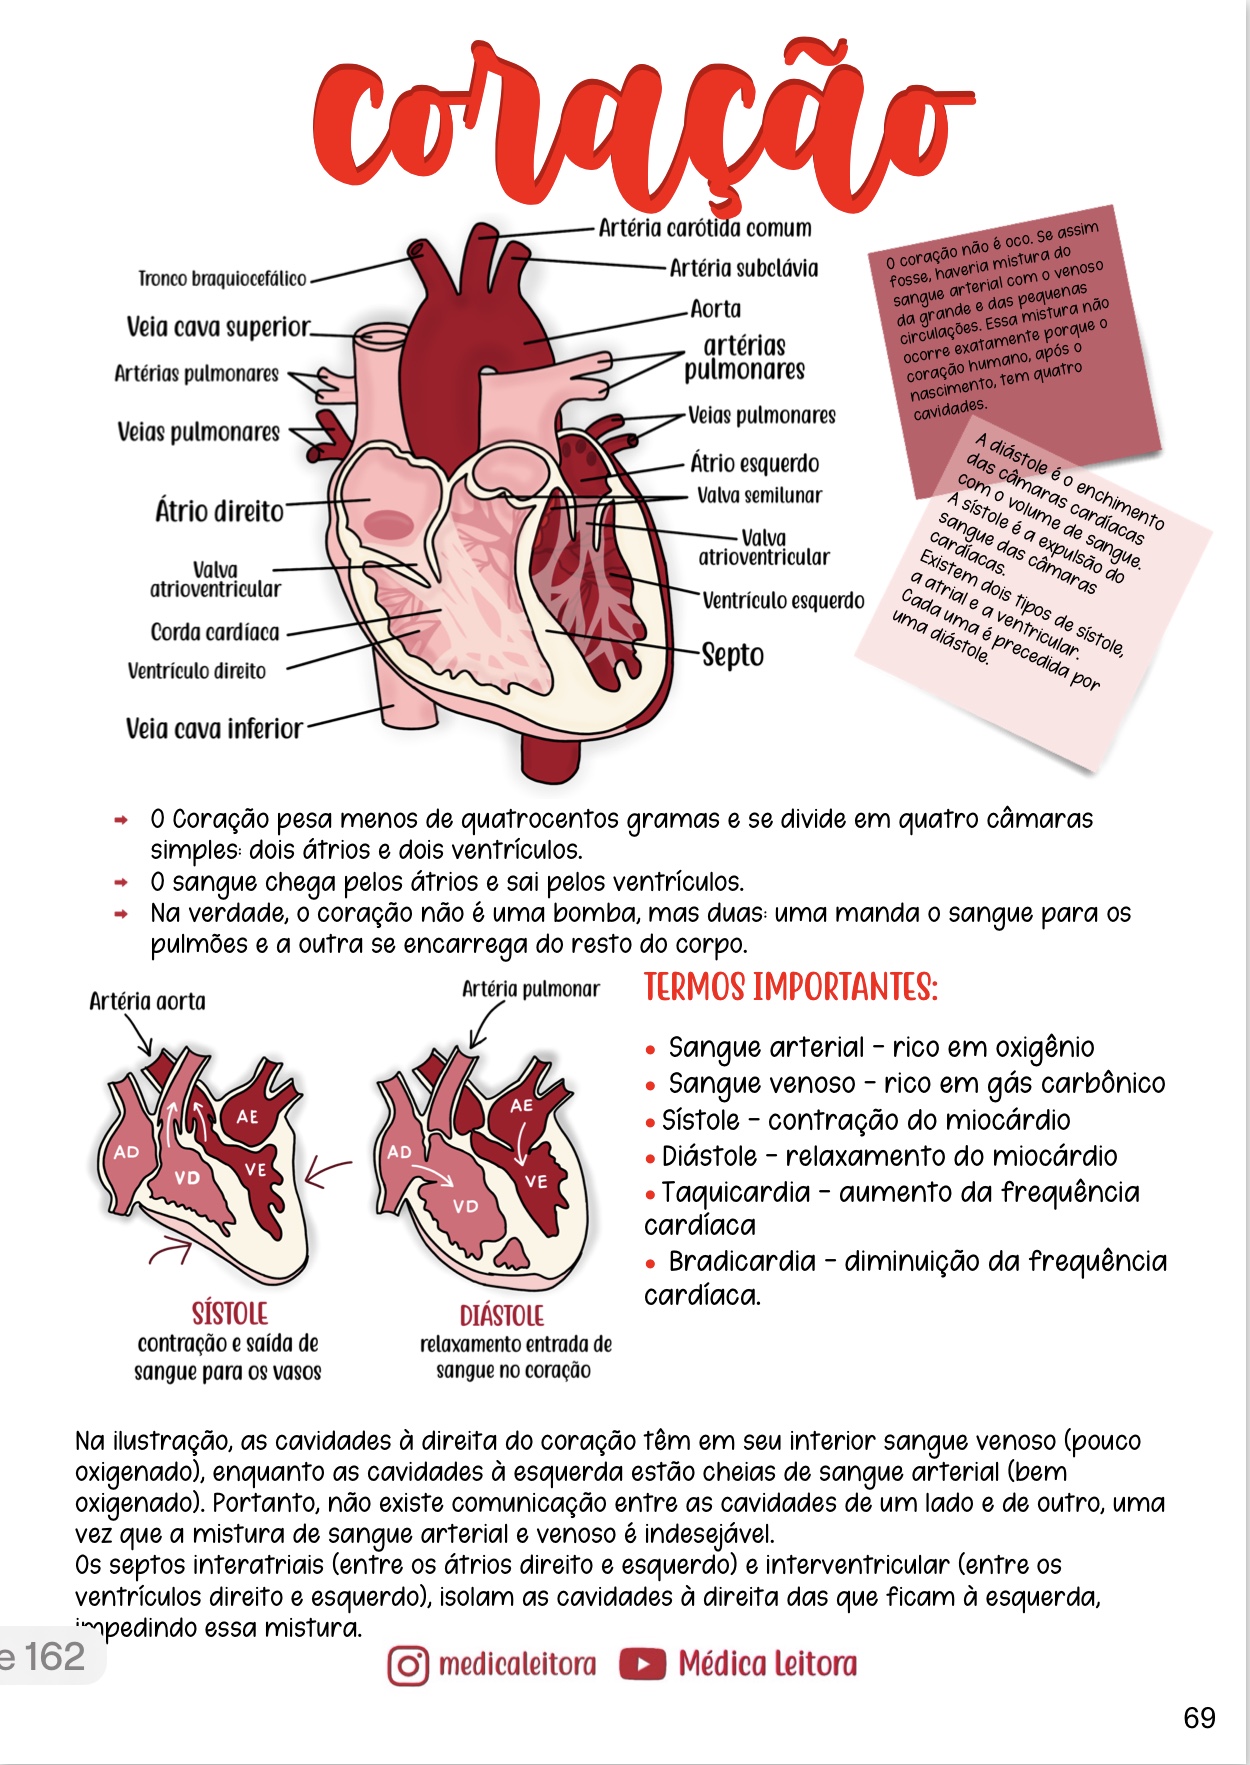 coração
Artéria carótida comum
Tronco braquiocefálico
Artéria subclávia
Veia cava superior
Aorta
Artérias pulmonares
artérias
pulmonares
Veias pulmonares
Veias pulmonares
Átrio esquerdo
Átrio direito
Valva semilunar
Valva
atrioventricular
Valva
atrioventricular
Ventrículo esquerdo
Corda cardíaca
Septo
Ventrículo direito
Veia cava inferior
O coração não é oco. Se assim
fosse, haveria mistura do
sangue arterial com o venoso
da grande e das pequenas
circulações. Essa mistura não
ocorre exatamente porque o
coração humano, após o
nascimento, tem quatro
cavidades.
A diástole é o enchimento
das câmaras cardíacas
com o volume de sangue.
A sístole é a expulsão do
sangue das câmaras
cardíacas.
Existem dois tipos de sístole,
a atrial e a ventricular.
Cada uma é precedida por
uma diástole.
O Coração pesa menos de quatrocentos gramas e se divide em quatro câmaras
simples: dois átrios e dois ventrículos.
O sangue chega pelos átrios e sai pelos ventrículos.
Na verdade, o coração não é uma bomba, mas duas: uma manda o sangue para os
pulmões e a outra se encarrega do resto do corpo.
Artéria aorta
AD
VD
AE
VE
SÍSTOLE
contração e saída de
sangue para os vasos
Artéria pulmonar
AD
VD
AE
VE
DIÁSTOLE
relaxamento entrada de
sangue no coração
TERMOS IMPORTANTES:
• Sangue arterial - rico em oxigênio
• Sangue venoso - rico em gás carbônico
• Sístole - contração do miocárdio
• Diástole - relaxamento do miocárdio
• Taquicardia - aumento da frequência
cardíaca
• Bradicardia - diminuição da frequência
cardíaca.
Na ilustração, as cavidades à direita do coração têm em seu interior sangue venoso (pouco
oxigenado), enquanto as cavidades à esquerda estão cheias de sangue arterial (bem
oxigenado). Portanto, não existe comunicação entre as cavidades de um lado e de outro, uma
vez que a mistura de sangue arterial e venoso é indesejável.
Os septos interatriais (entre os átrios direito e esquerdo) e interventricular (entre os
ventrículos direito e esquerdo), isolam as cavidades à direita das que ficam à esquerda,
impedindo essa mistura.
e 162
medicaleitora
Médica Leitora
69